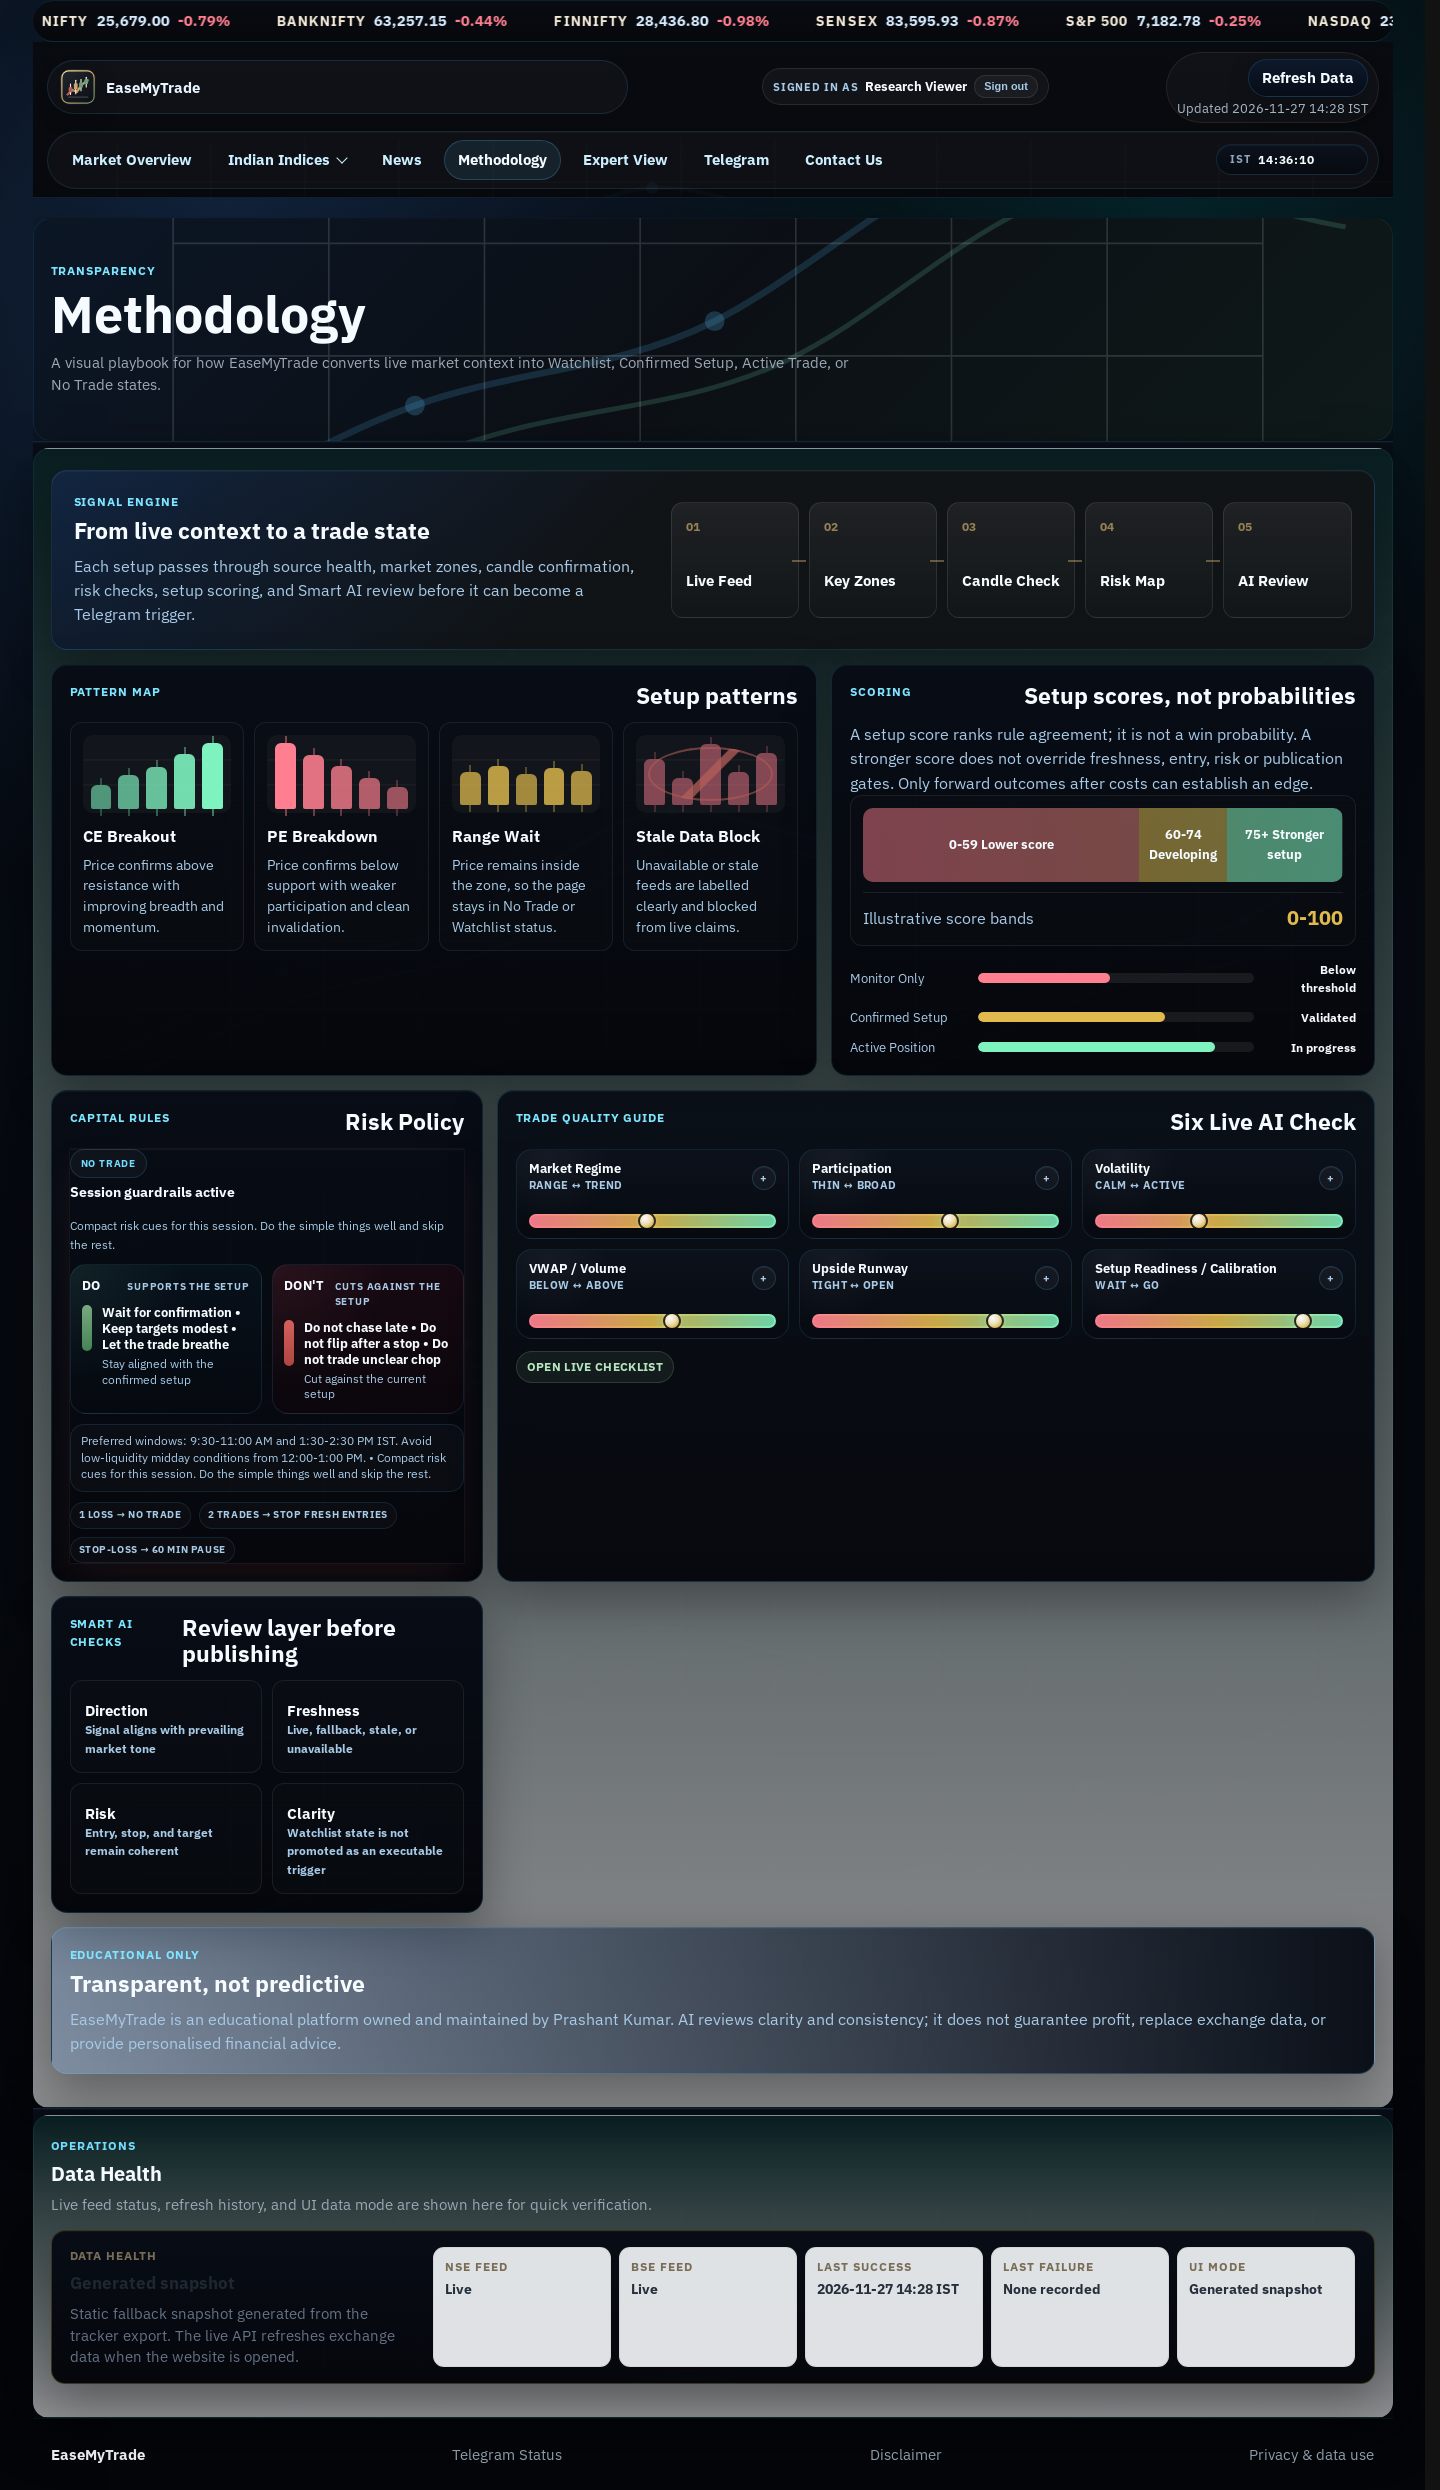 NIFTY 25,679.00 -0.79% BANKNIFTY 63,257.15 -0.44% FINNIFTY 28,436.80 -0.98% SENSEX 83,595.93 -0.87% S&P 500 7,182.78 -0.25% NASDAQ
EaseMyTrade
SIGNED IN AS Research Viewer Sign out
Refresh Data
Updated 2026-11-27 14:28 IST
Market Overview Indian Indices News Methodology Expert View Telegram Contact Us IST 14:36:10
TRANSPARENCY
Methodology
A visual playbook for how EaseMyTrade converts live market context into Watchlist, Confirmed Setup, Active Trade, or
No Trade states.
SIGNAL ENGINE
From live context to a trade state
Each setup passes through source health, market zones, candle confirmation,
risk checks, setup scoring, and Smart AI review before it can become a
Telegram trigger.
01 02 03 04 05
Live Feed Key Zones Candle Check Risk Map AI Review
PATTERN MAP
Setup patterns
CE Breakout
Price confirms above
resistance with
improving breadth and
momentum.
PE Breakdown
Price confirms below
support with weaker
participation and clean
invalidation.
Range Wait
Price remains inside
the zone, so the page
stays in No Trade or
Watchlist status.
Stale Data Block
Unavailable or stale
feeds are labelled
clearly and blocked
from live claims.
SCORING
Setup scores, not probabilities
A setup score ranks rule agreement; it is not a win probability. A
stronger score does not override freshness, entry, risk or publication
gates. Only forward outcomes after costs can establish an edge.
0-59 Lower score
60-74
Developing
75+ Stronger
setup
Illustrative score bands 0-100
Monitor Only
Below
threshold
Confirmed Setup Validated
Active Position In progress
CAPITAL RULES
Risk Policy
NO TRADE
Session guardrails active
Compact risk cues for this session. Do the simple things well and skip
the rest.
DO SUPPORTS THE SETUP
Wait for confirmation •
Keep targets modest •
Let the trade breathe
Stay aligned with the
confirmed setup
DON'T CUTS AGAINST THE
SETUP
Do not chase late • Do
not flip after a stop • Do
not trade unclear chop
Cut against the current
setup
Preferred windows: 9:30-11:00 AM and 1:30-2:30 PM IST. Avoid
low-liquidity midday conditions from 12:00-1:00 PM. • Compact risk
cues for this session. Do the simple things well and skip the rest.
1 LOSS → NO TRADE 2 TRADES → STOP FRESH ENTRIES
STOP-LOSS → 60 MIN PAUSE
TRADE QUALITY GUIDE
Six Live AI Check
Market Regime
RANGE ↔ TREND
+
Participation
THIN ↔ BROAD
+
Volatility
CALM ↔ ACTIVE
+
VWAP / Volume
BELOW ↔ ABOVE
+
Upside Runway
TIGHT ↔ OPEN
+
Setup Readiness / Calibration
WAIT ↔ GO
+
OPEN LIVE CHECKLIST
SMART AI
CHECKS
Review layer before
publishing
Direction
Signal aligns with prevailing
market tone
Freshness
Live, fallback, stale, or
unavailable
Risk
Entry, stop, and target
remain coherent
Clarity
Watchlist state is not
promoted as an executable
trigger
EDUCATIONAL ONLY
Transparent, not predictive
EaseMyTrade is an educational platform owned and maintained by Prashant Kumar. AI reviews clarity and consistency; it does not guarantee profit, replace exchange data, or
provide personalised financial advice.
OPERATIONS
Data Health
Live feed status, refresh history, and UI data mode are shown here for quick verification.
DATA HEALTH
Generated snapshot
Static fallback snapshot generated from the
tracker export. The live API refreshes exchange
data when the website is opened.
NSE FEED
Live
BSE FEED
Live
LAST SUCCESS
2026-11-27 14:28 IST
LAST FAILURE
None recorded
UI MODE
Generated snapshot
EaseMyTrade Telegram Status Disclaimer Privacy & data use